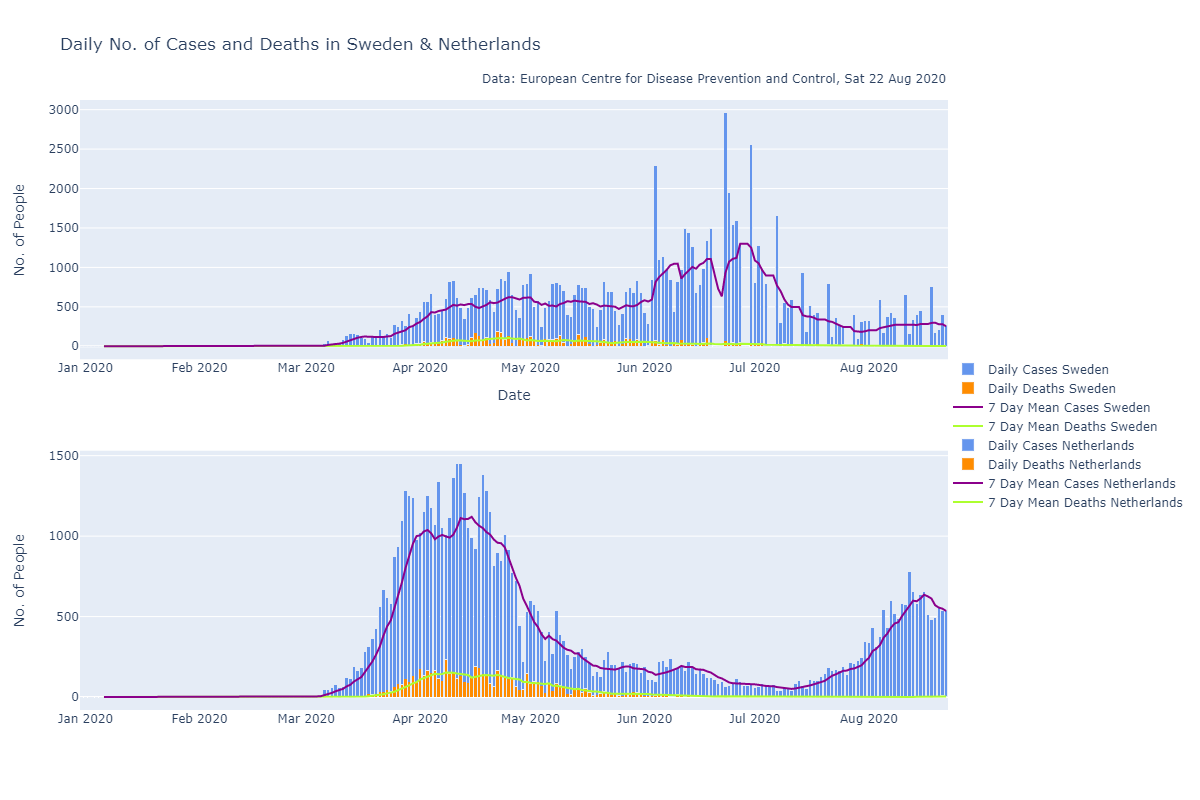 Daily No. of Cases and Deaths in Sweden & Netherlands
Data: European Centre for Disease Prevention and Control, Sat 22 Aug 2020
No. of People
3000
2500
2000
1500
1000
500
0
Jan 2020 Feb 2020 Mar 2020 Apr 2020 May 2020 Jun 2020 Jul 2020 Aug 2020
Date
Daily Cases Sweden
Daily Deaths Sweden
7 Day Mean Cases Sweden
7 Day Mean Deaths Sweden
Daily Cases Netherlands
Daily Deaths Netherlands
7 Day Mean Cases Netherlands
7 Day Mean Deaths Netherlands
No. of People
1500
1000
500
0
Jan 2020 Feb 2020 Mar 2020 Apr 2020 May 2020 Jun 2020 Jul 2020 Aug 2020